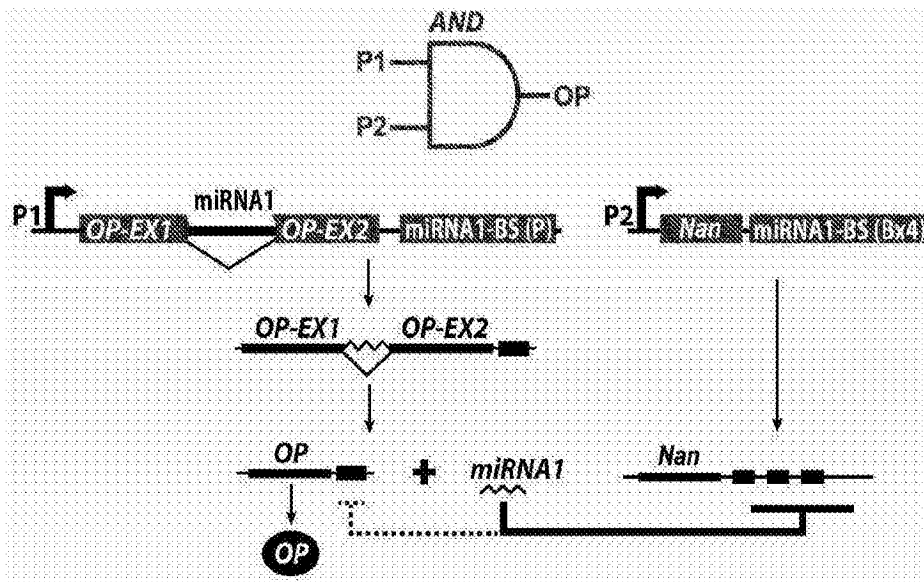 AND
P1
OP
P2
miRNA1
P1
P2
OP-EX1
OP-EX2
miRNA1-BS (P)
Nan
miRNA1-BS (Bx4)
OP-EX1
OP-EX2
OP
+
miRNA1
Nan
OP